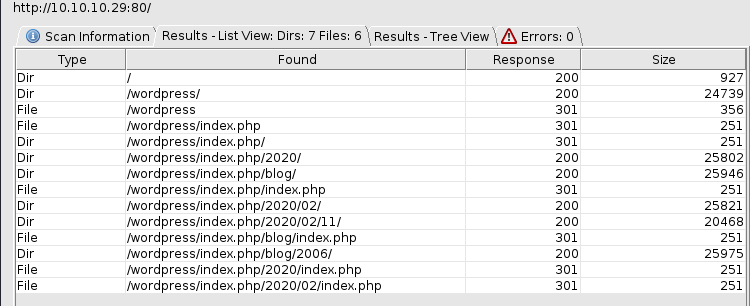 http://10.10.10.29:80/
Scan Information Results - List View: Dirs: 7 Files: 6 Results - Tree View Errors: 0
Type Found Response Size
Dir / 200 927
Dir /wordpress/ 200 24739
File /wordpress 301 356
File /wordpress/index.php 301 251
Dir /wordpress/index.php/ 301 251
Dir /wordpress/index.php/2020/ 200 25802
Dir /wordpress/index.php/blog/ 200 25946
File /wordpress/index.php/index.php 301 251
Dir /wordpress/index.php/2020/02/ 200 25821
Dir /wordpress/index.php/2020/02/11/ 200 20468
File /wordpress/index.php/blog/index.php 301 251
Dir /wordpress/index.php/blog/2006/ 200 25975
File /wordpress/index.php/2020/index.php 301 251
File /wordpress/index.php/2020/02/index.php 301 251